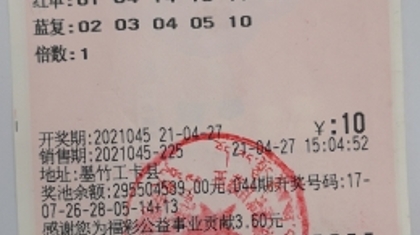 蓝复:02 03 04 05 10
倍数:1
¥:10
开奖期:2021045 21-04-27
销售期:2021045-225 21-04-27 15:04:52
地址:墨竹工卡县
奖池余额:295504539.00元.044期开奖号码:17-
07-26-28-05-14+13
感谢您为福彩公益事业贡献3.60元!